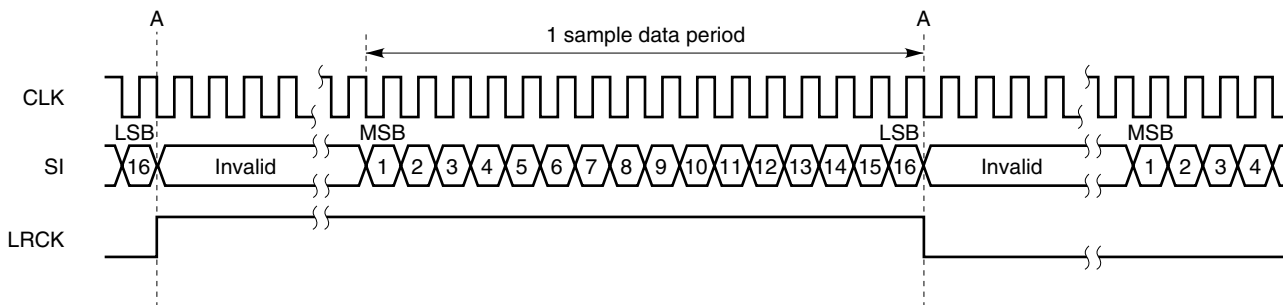 A A
1 sample data period
CLK
LSB MSB LSB MSB
SI 16 Invalid 1 2 3 4 5 6 7 8 9 10 11 12 13 14 15 16 Invalid 1 2 3 4
LRCK